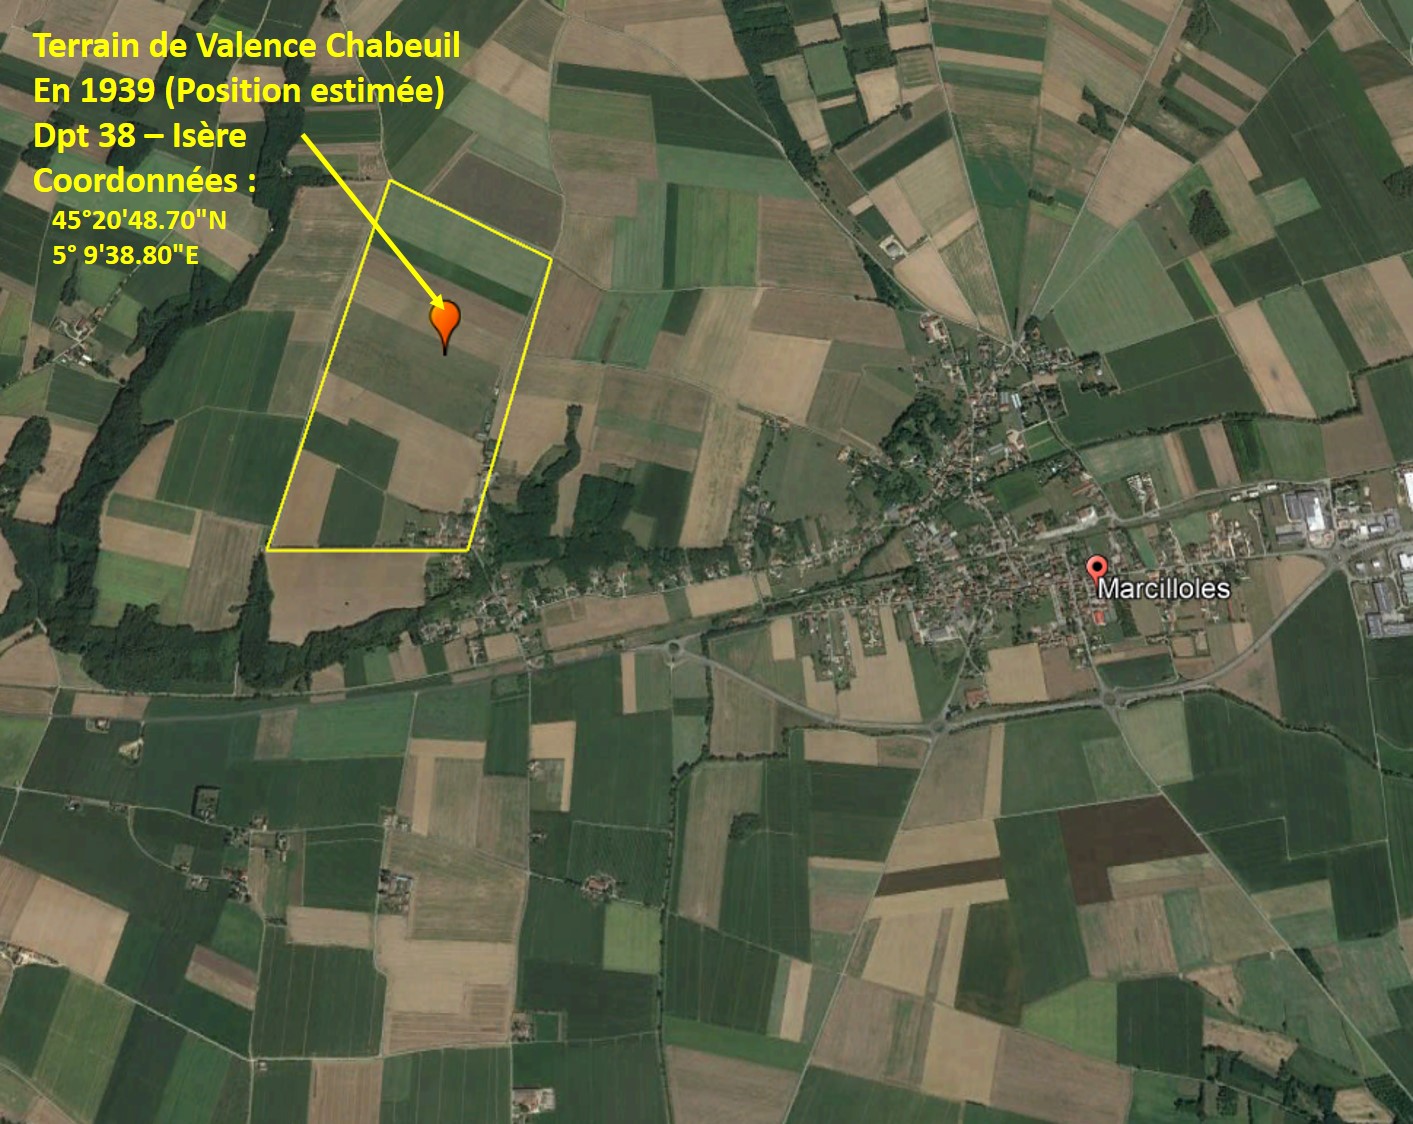 Terrain de Valence Chabeuil
En 1939 (Position estimée)
Dpt 38 – Isère
Coordonnées :
45°20'48.70"N
5° 9'38.80"E
Marcilloles